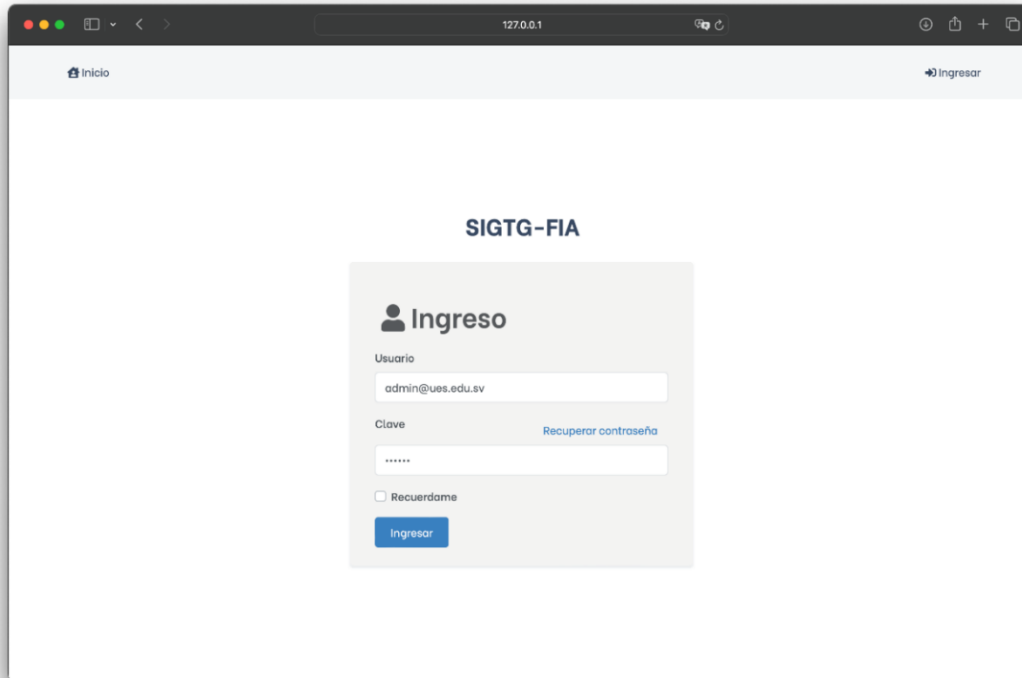 127.0.0.1
Inicio
Ingresar
SIGTG-FIA
Ingreso
Usuario
admin@ues.edu.sv
Clave
Recuperar contraseña
······
Recuerdame
Ingresar